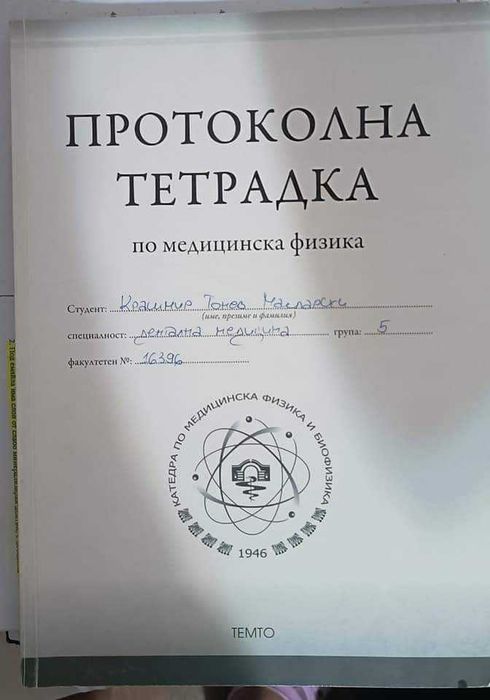 ПРОТОКОЛНА
ТЕТРАДКА
по медицинска физика
Студент: Красимир Тонев Масларски
(име, презиме и фамилия)
специалност: дентална медицина група: 5
факултетен №: 16396
КАТЕДРА ПО МЕДИЦИНСКА ФИЗИКА И БИОФИЗИКА
1946
ТЕМТО